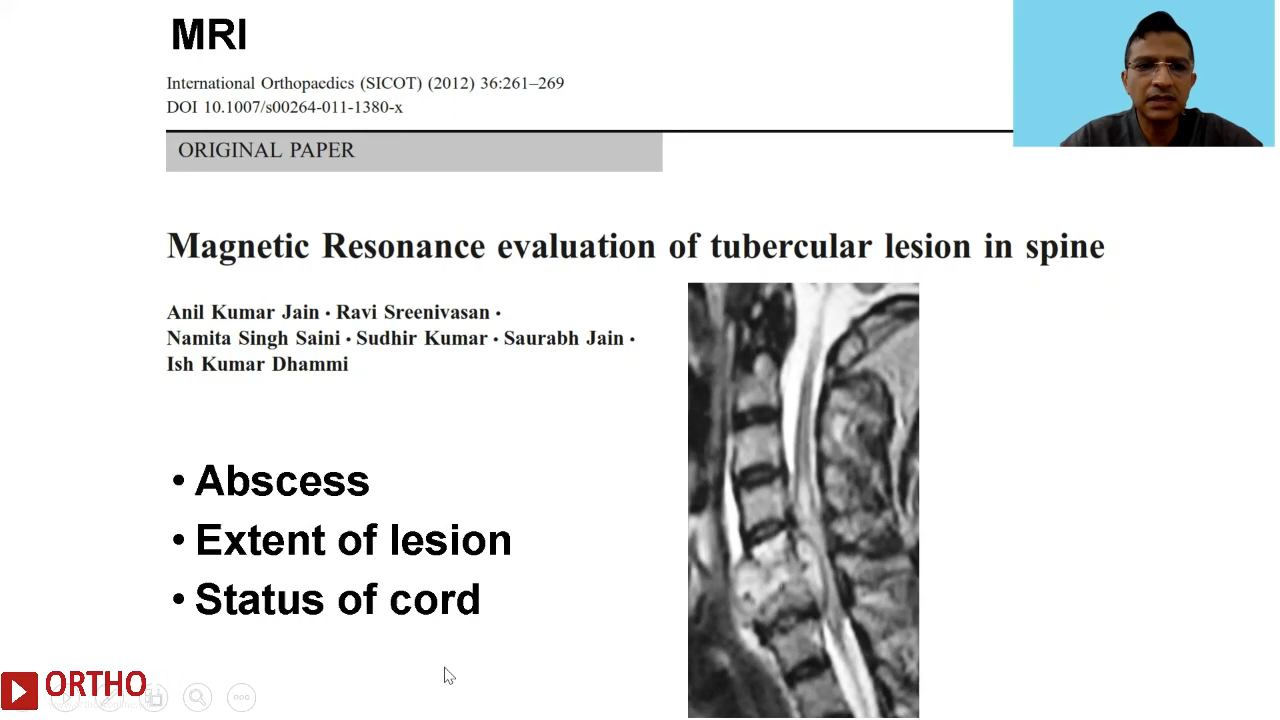 MRI
International Orthopaedics (SICOT) (2012) 36:261–269
DOI 10.1007/s00264-011-1380-x
ORIGINAL PAPER
Magnetic Resonance evaluation of tubercular lesion in spine
Anil Kumar Jain · Ravi Sreenivasan ·
Namita Singh Saini · Sudhir Kumar · Saurabh Jain ·
Ish Kumar Dhammi
• Abscess
• Extent of lesion
• Status of cord
ORTHO